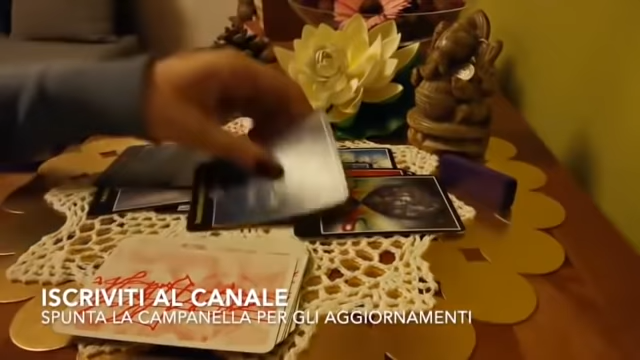 ISCRIVITI AL CANALE
SPUNTA LA CAMPANELLA PER GLI AGGIORNAMENTI